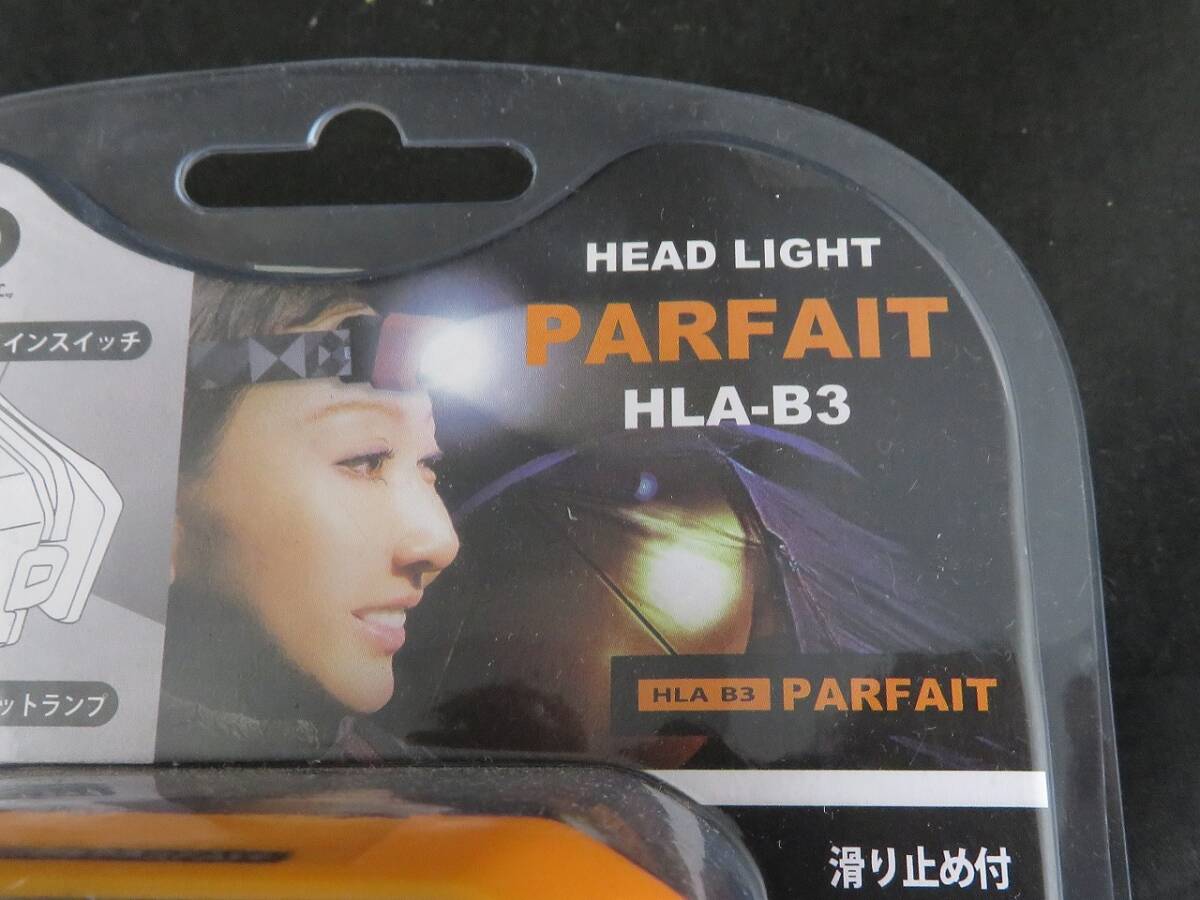 HEAD LIGHT
PARFAIT
HLA-B3
インスイッチ
ットランプ
HLA B3 PARFAIT
滑り止め付